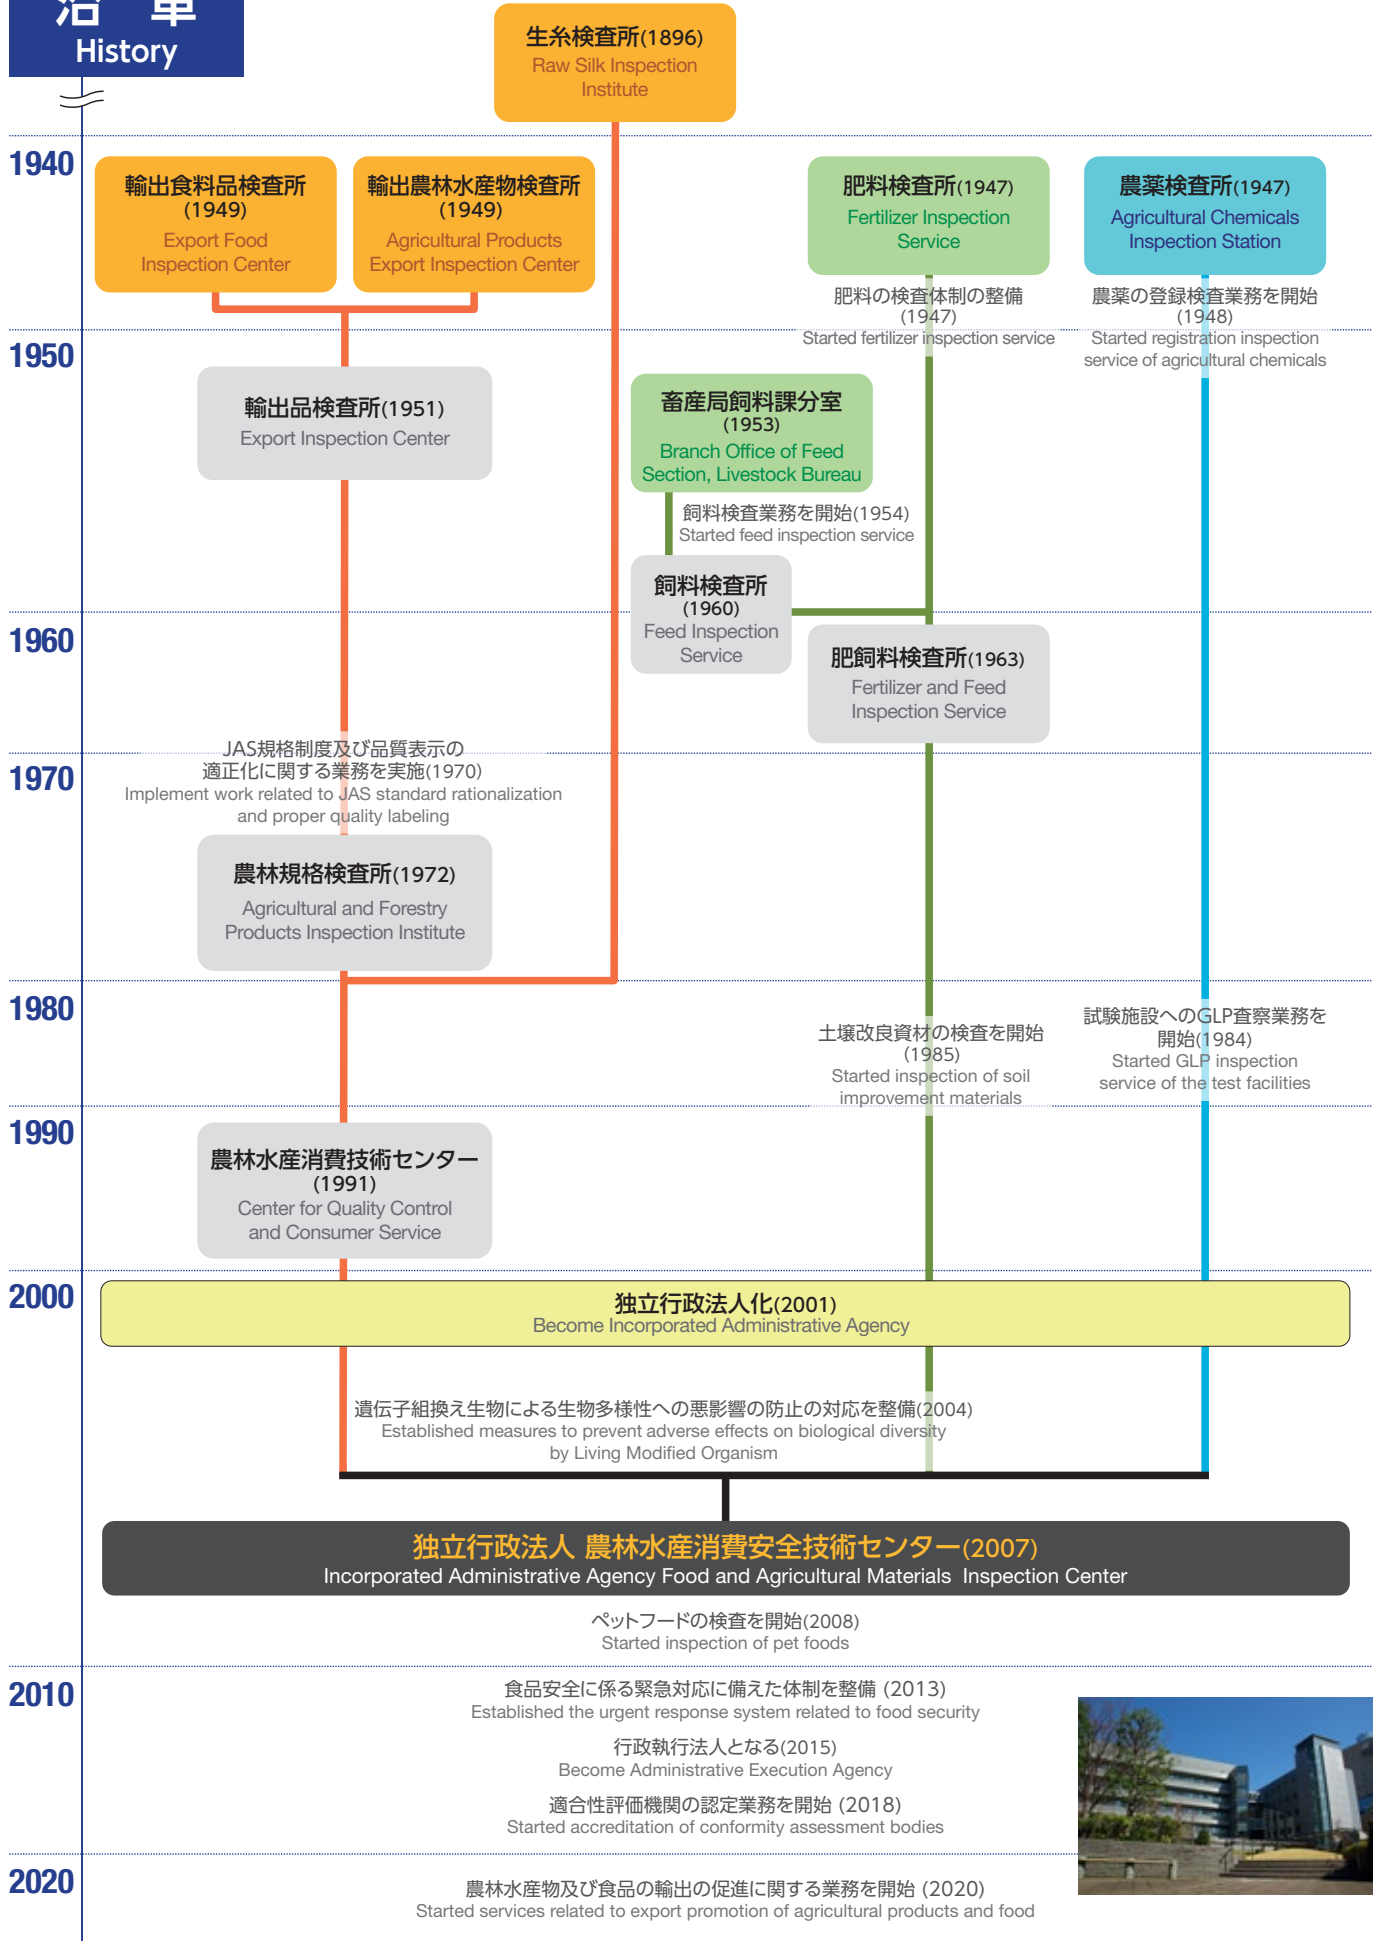 沿 革
History
生糸検査所(1896)
Raw Silk Inspection
Institute
1940
輸出食料品検査所
(1949)
Export Food
Inspection Center
輸出農林水産物検査所
(1949)
Agricultural Products
Export Inspection Center
肥料検査所(1947)
Fertilizer Inspection
Service
農薬検査所(1947)
Agricultural Chemicals
Inspection Station
肥料の検査体制の整備
(1947)
Started fertilizer inspection service
農薬の登録検査業務を開始
(1948)
Started registration inspection
service of agricultural chemicals
1950
輸出品検査所(1951)
Export Inspection Center
畜産局飼料課分室
(1953)
Branch Office of Feed
Section, Livestock Bureau
飼料検査業務を開始(1954)
Started feed inspection service
飼料検査所
(1960)
Feed Inspection
Service
1960
肥飼料検査所(1963)
Fertilizer and Feed
Inspection Service
JAS規格制度及び品質表示の
適正化に関する業務を実施(1970)
Implement work related to JAS standard rationalization
and proper quality labeling
1970
農林規格検査所(1972)
Agricultural and Forestry
Products Inspection Institute
1980
土壌改良資材の検査を開始
(1985)
Started inspection of soil
improvement materials
試験施設へのGLP査察業務を
開始(1984)
Started GLP inspection
service of the test facilities
1990
農林水産消費技術センター
(1991)
Center for Quality Control
and Consumer Service
2000
独立行政法人化(2001)
Become Incorporated Administrative Agency
遺伝子組換え生物による生物多様性への悪影響の防止の対応を整備(2004)
Established measures to prevent adverse effects on biological diversity
by Living Modified Organism
独立行政法人 農林水産消費安全技術センター(2007)
Incorporated Administrative Agency Food and Agricultural Materials Inspection Center
ペットフードの検査を開始(2008)
Started inspection of pet foods
2010
食品安全に係る緊急対応に備えた体制を整備 (2013)
Established the urgent response system related to food security
行政執行法人となる(2015)
Become Administrative Execution Agency
適合性評価機関の認定業務を開始 (2018)
Started accreditation of conformity assessment bodies
2020
農林水産物及び食品の輸出の促進に関する業務を開始 (2020)
Started services related to export promotion of agricultural products and food